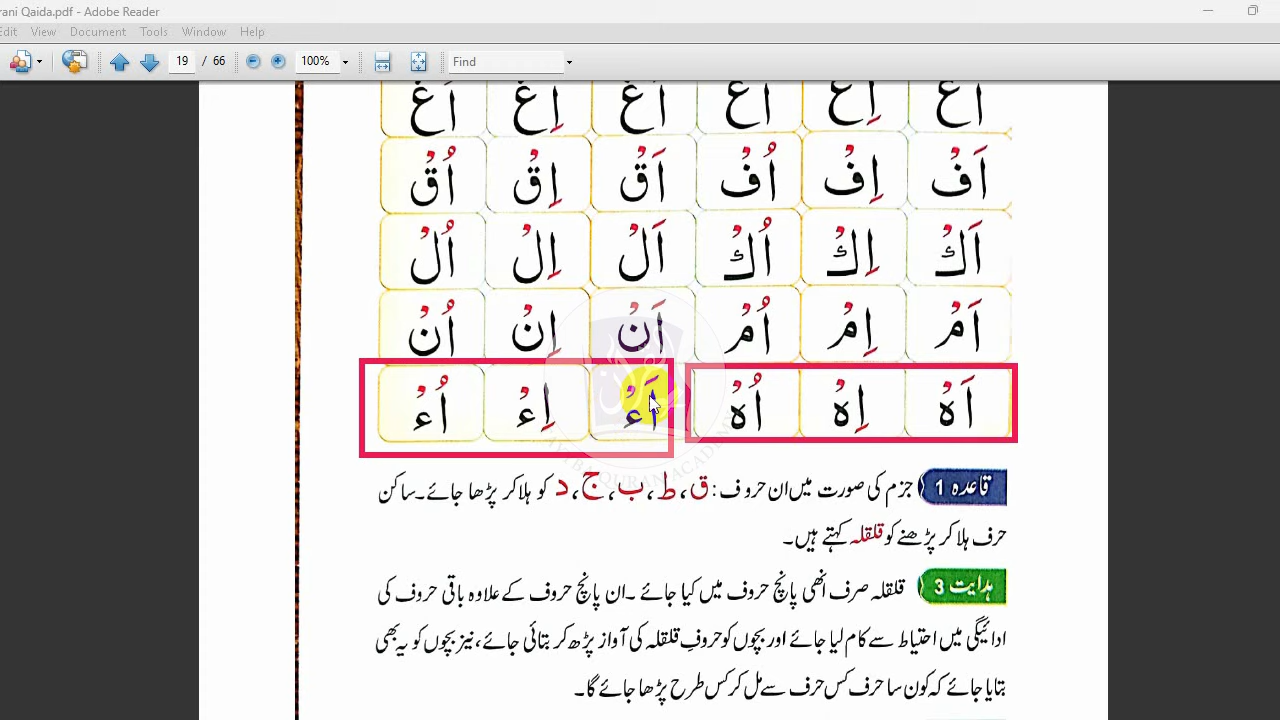 rani Qaida.pdf - Adobe Reader
Edit View Document Tools Window Help
19 / 66 100% Find
اَغْ اِغْ اَغْ
اَفْ اِفْ اُفْ اَقْ اِقْ اُقْ
اَكْ اِكْ اُكْ اَلْ اِلْ اُلْ
اَمْ اِمْ اُمْ اَنْ اِنْ اُنْ
اَهْ اِهْ اُهْ اَءْ اِءْ اُءْ
قاعدہ 1 جزم کی صورت میں ان حروف: ق، ط، ب، ج، د کو ہلا کر پڑھا جائے۔ ساکن
حرف ہلا کر پڑھنے کو قلقلہ کہتے ہیں۔
ہدایت 3 قلقلہ صرف انھی پانچ حروف میں کیا جائے۔ ان پانچ حروف کے علاوہ باقی حروف کی
ادائیگی میں احتیاط سے کام لیا جائے اور بچوں کو حروفِ قلقلہ کی آواز پڑھ کر بتائی جائے، نیز بچوں کو یہ بھی
بتایا جائے کہ کون سا حرف کس حرف سے مل کر کس طرح پڑھا جائے گا۔